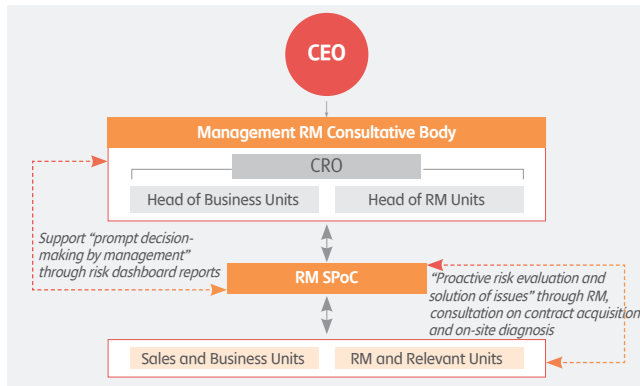 CEO
Management RM Consultative Body
CRO
Head of Business Units
Head of RM Units
Support “prompt decision-
making by management”
through risk dashboard reports
RM SPoC
“Proactive risk evaluation and
solution of issues” through RM,
consultation on contract acquisition
and on-site diagnosis
Sales and Business Units
RM and Relevant Units